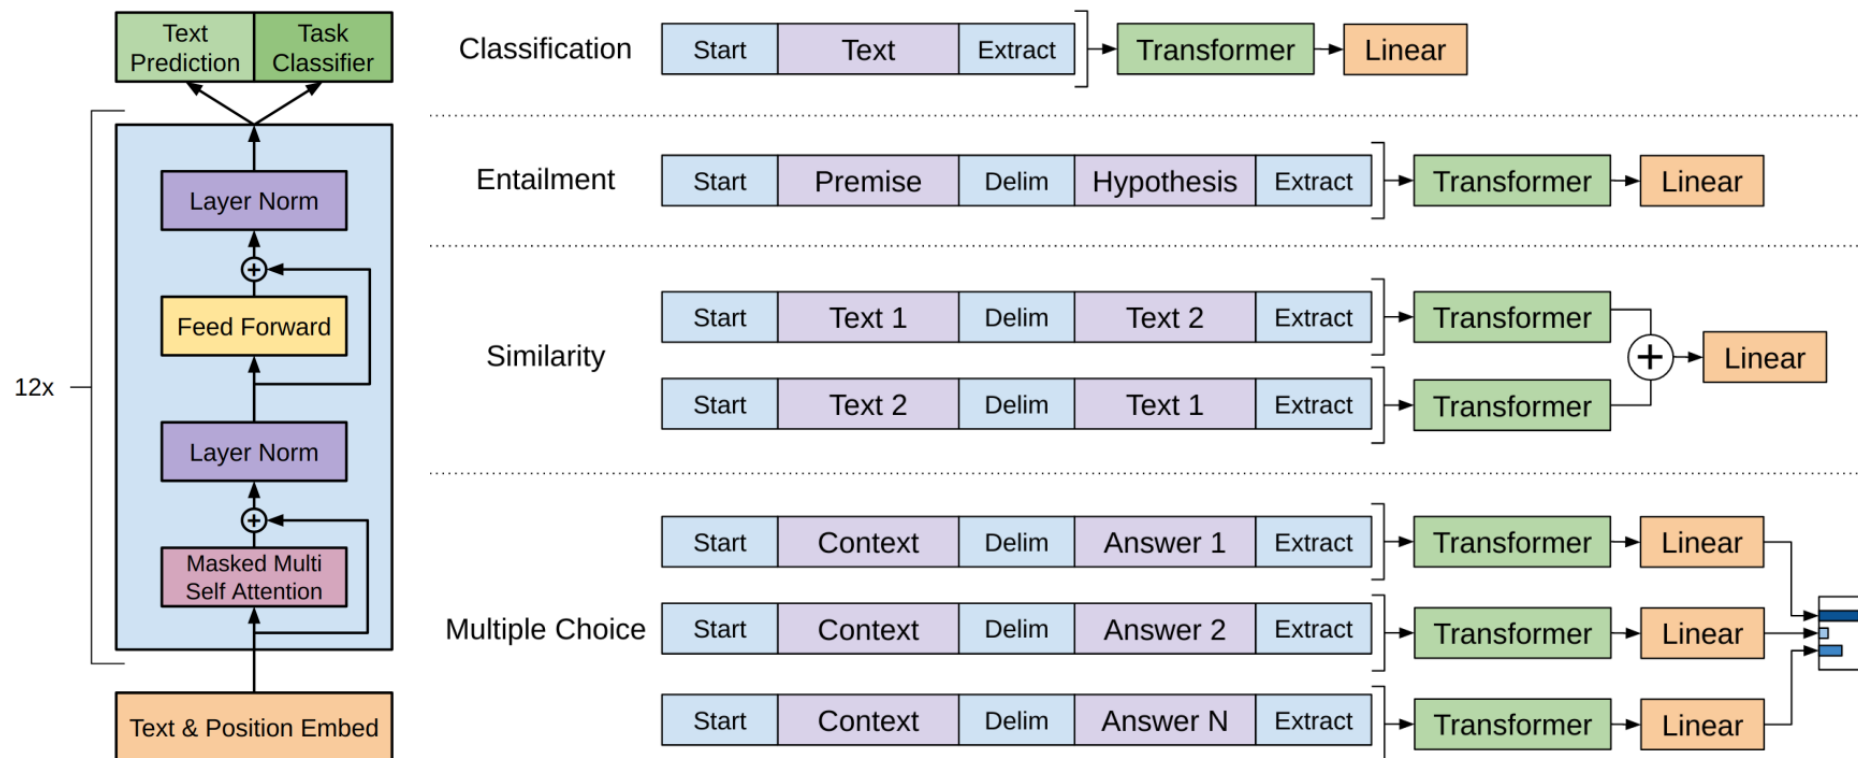 Text
Prediction
Task
Classifier
12x
Layer Norm
Feed Forward
Layer Norm
Masked Multi
Self Attention
Text & Position Embed
Classification Start Text Extract Transformer Linear
Entailment Start Premise Delim Hypothesis Extract Transformer Linear
Similarity
Start Text 1 Delim Text 2 Extract Transformer
Start Text 2 Delim Text 1 Extract Transformer
Linear
Multiple Choice
Start Context Delim Answer 1 Extract Transformer Linear
Start Context Delim Answer 2 Extract Transformer Linear
Start Context Delim Answer N Extract Transformer Linear